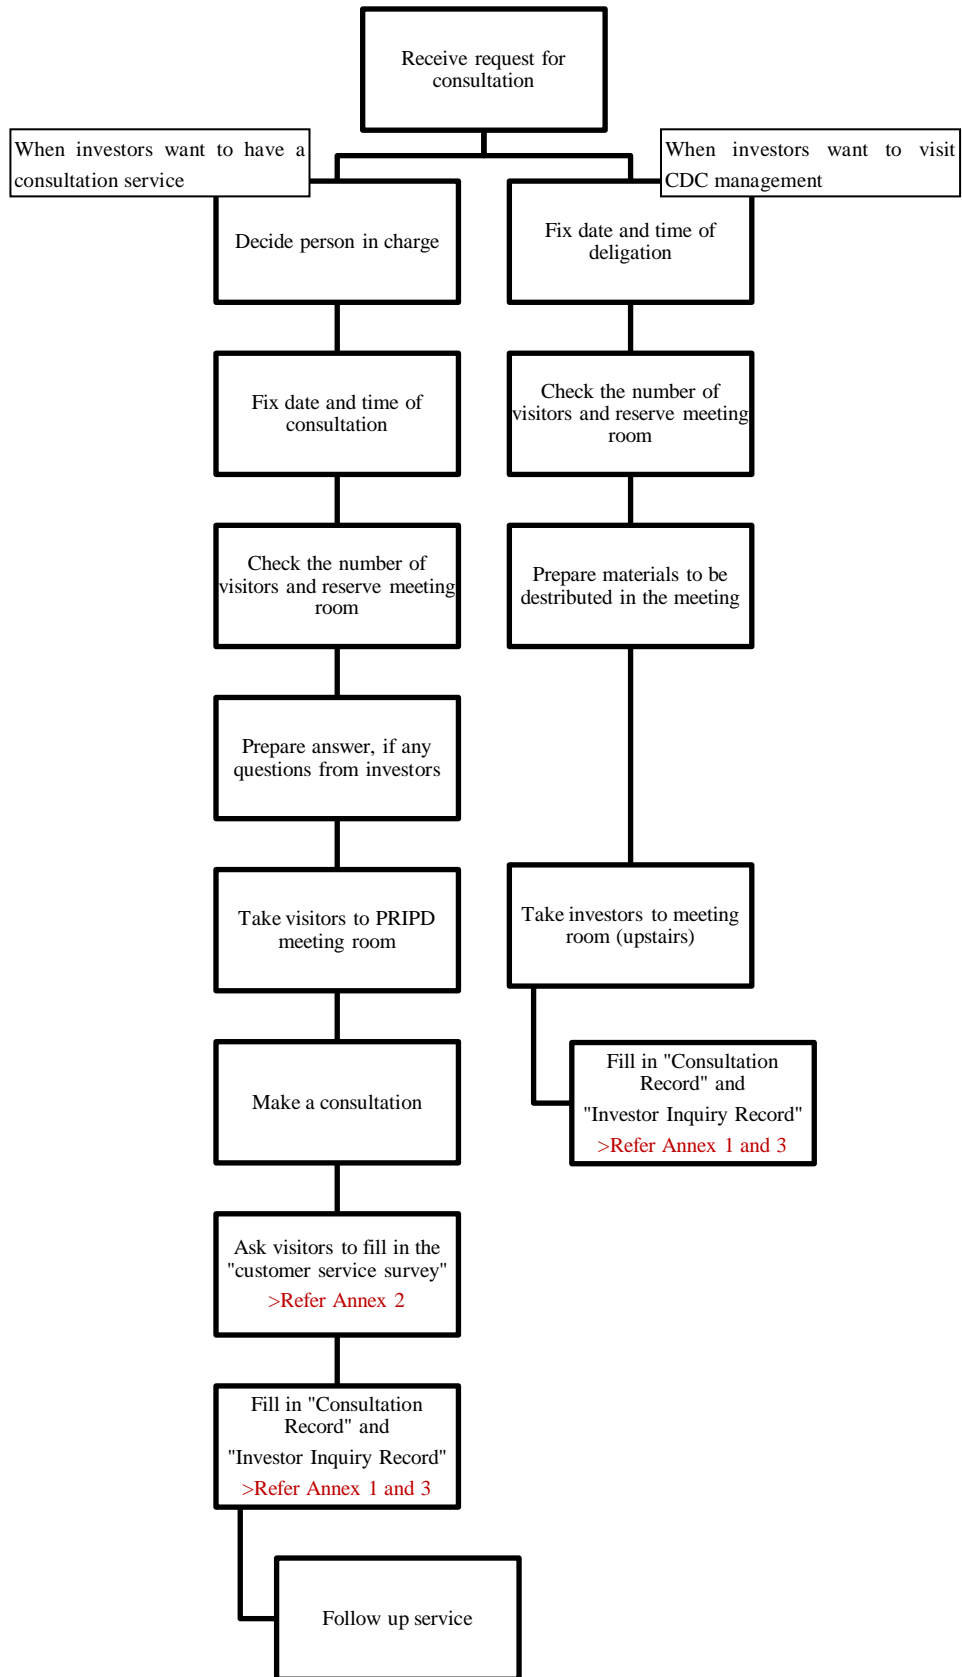 Receive request for
consultation
When investors want to have a
consultation service
When investors want to visit
CDC management
Decide person in charge
Fix date and time of
deligation
Fix date and time of
consultation
Check the number of
visitors and reserve meeting
room
Check the number of
visitors and reserve meeting
room
Prepare materials to be
destributed in the meeting
Prepare answer, if any
questions from investors
Take visitors to PRIPD
meeting room
Take investors to meeting
room (upstairs)
Make a consultation
Fill in "Consultation
Record" and
"Investor Inquiry Record"
>Refer Annex 1 and 3
Ask visitors to fill in the
"customer service survey"
>Refer Annex 2
Fill in "Consultation
Record" and
"Investor Inquiry Record"
>Refer Annex 1 and 3
Follow up service